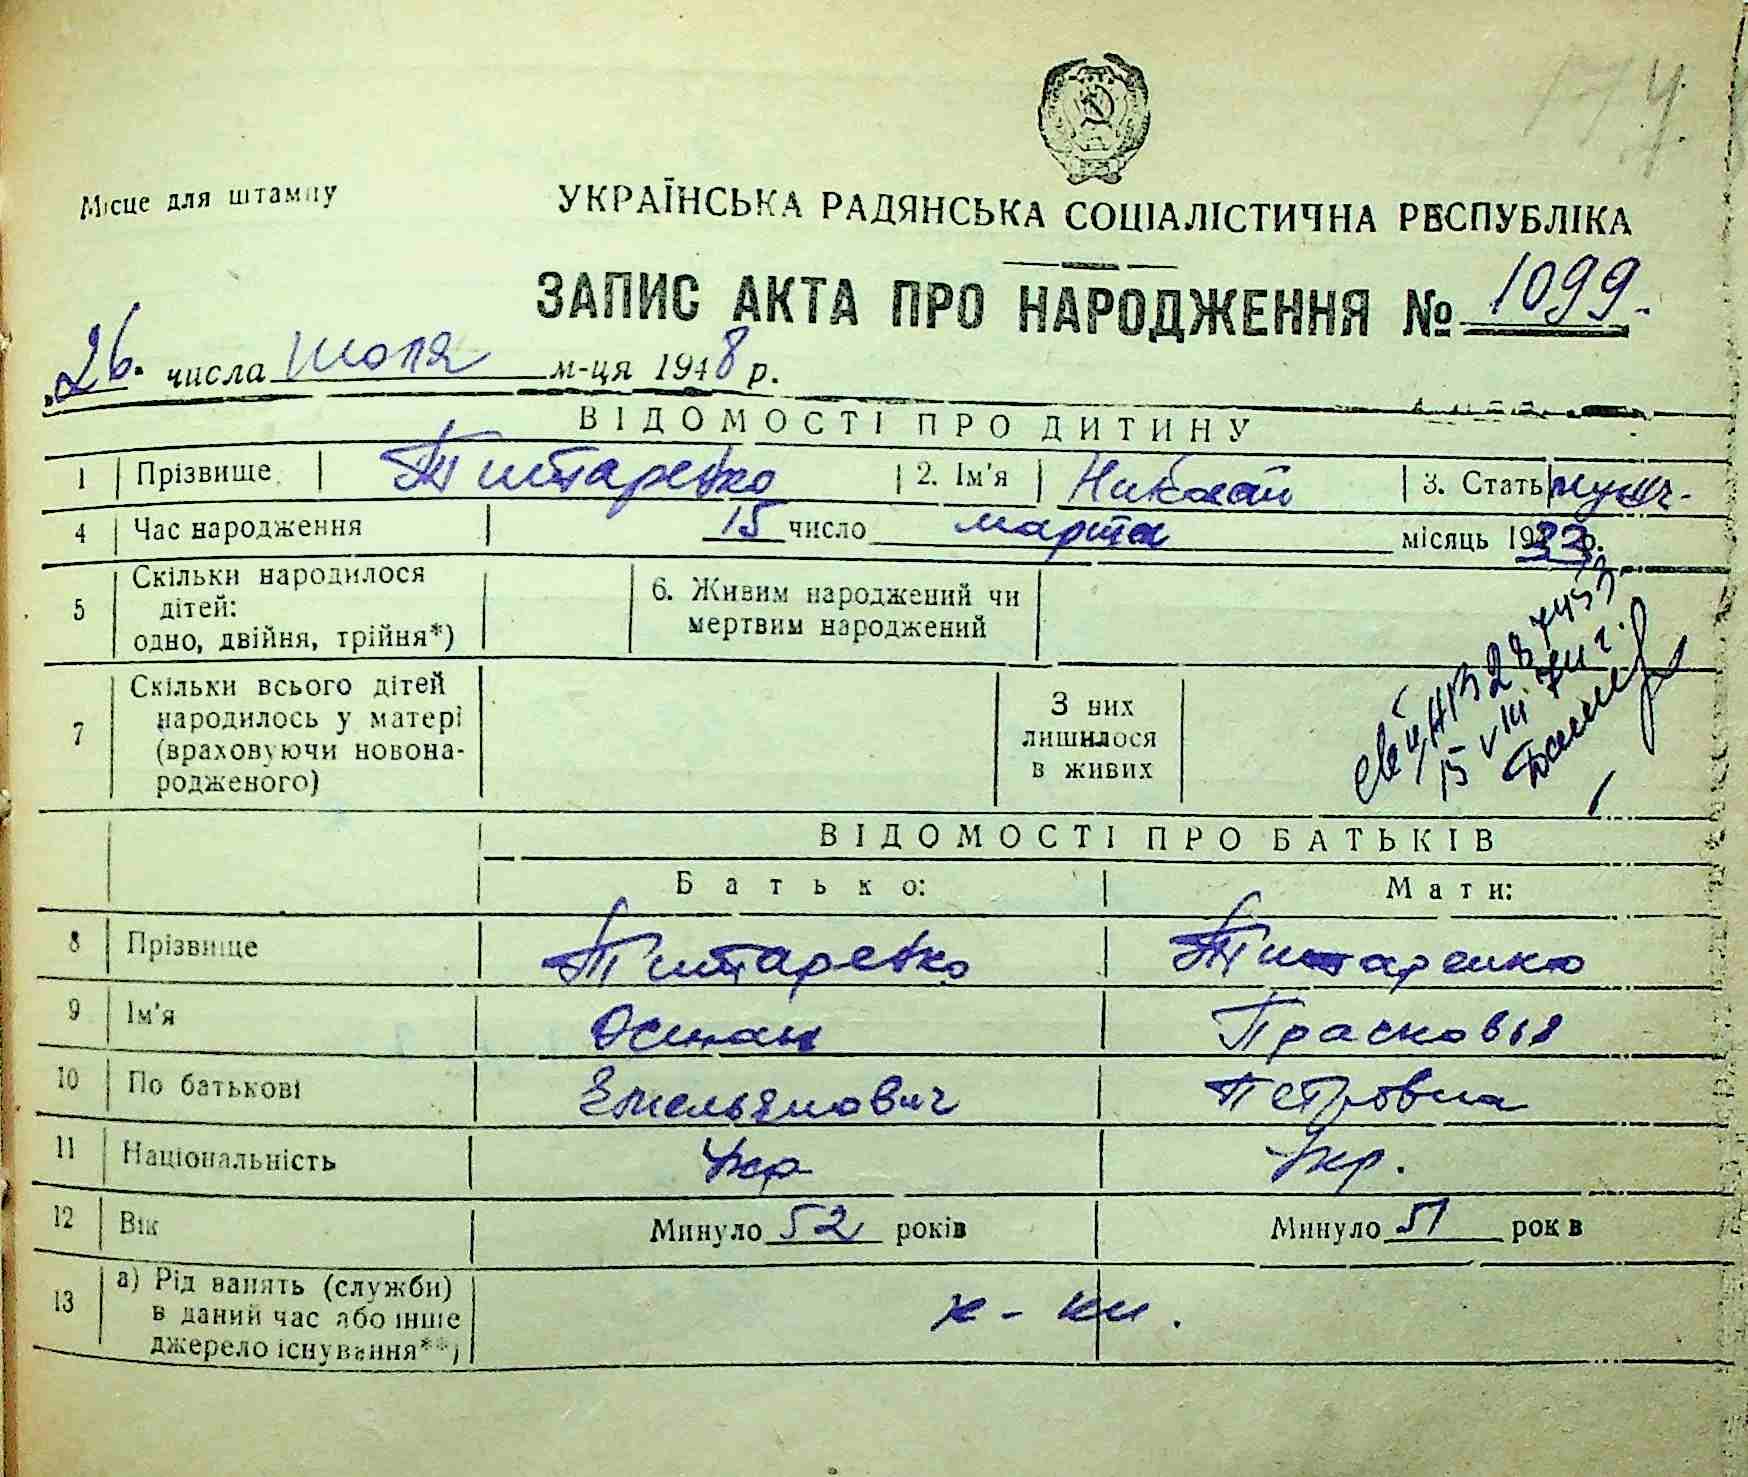 174.
Місце для штампу
УКРАЇНСЬКА РАДЯНСЬКА СОЦІАЛІСТИЧНА РЕСПУБЛІКА
ЗАПИС АКТА ПРО НАРОДЖЕННЯ № 1099.
"26" числа июля м-ця 1948 р.
ВІДОМОСТІ ПРО ДИТИНУ
1 Прізвище Титаренко 2. Ім'я Николай 3. Стать муж-
4 Час народження 15 число марта місяць 1933 р.
5 Скільки народилося дітей: одно, двійня, трійня*) 6. Живим народжений чи мертвим народжений
7 Скільки всього дітей народилось у матері (враховуючи новонародженого) З них лишилося в живих
ВІДОМОСТІ ПРО БАТЬКІВ
Батько: Мати:
8 Прізвище Титаренко Титаренко
9 Ім'я Осип Прасковья
10 По батькові Емельянович Петровна
11 Національність Укр Укр.
12 Вік Минуло 52 років Минуло 51 років
13 а) Рід занять (служби) в даний час або інше джерело існування**) к-ки.